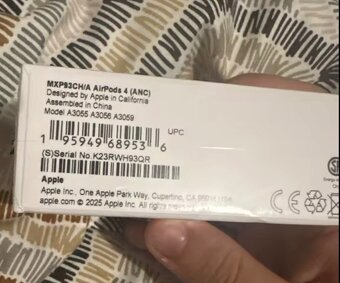 MXP93CH/A AirPods 4 (ANC)
Designed by Apple in California
Assembled in China
Model A3055 A3056 A3059
UPC
1 95949 68953 6
(S)Serial No.K23RWH93QR
Apple
Apple Inc., One Apple Park Way, Cupertino, CA
apple.com © 2025 Apple Inc. All rights
CE